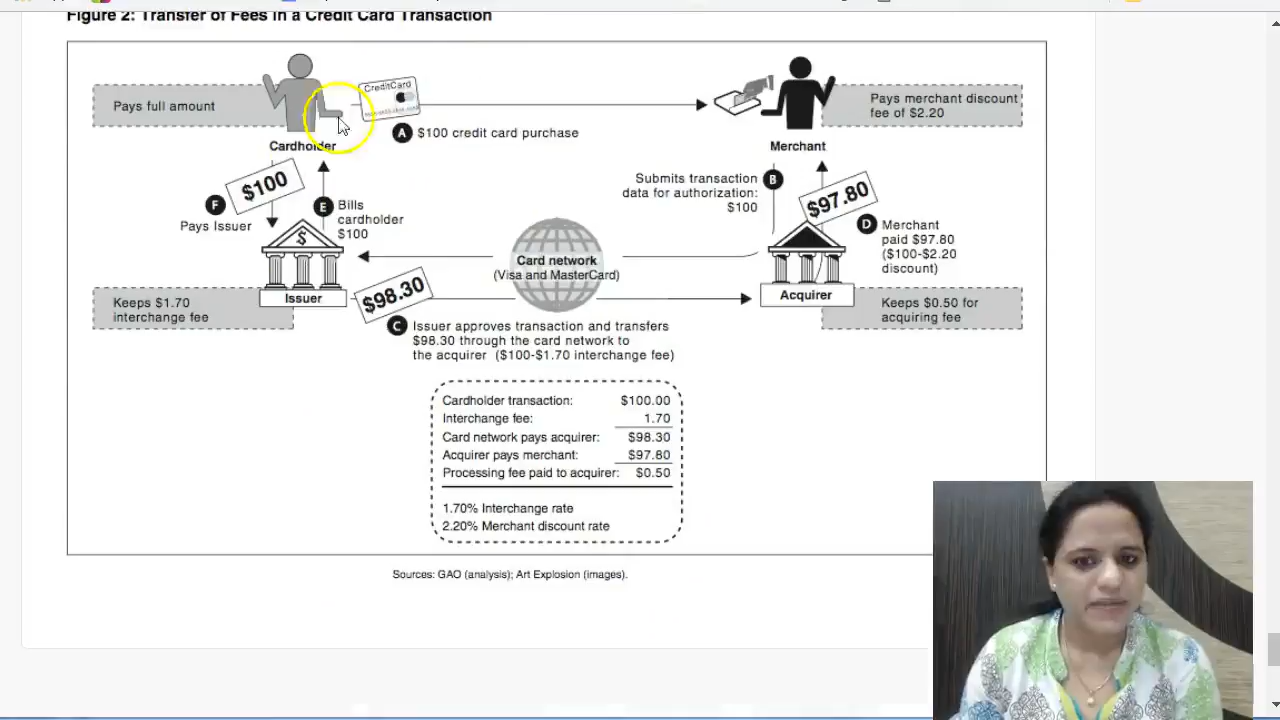 Figure 2: Transfer of Fees in a Credit Card Transaction
Pays full amount
CreditCard
Pays merchant discount
fee of $2.20
A $100 credit card purchase
Cardholder
Merchant
$100
F
Pays Issuer
E Bills
cardholder
$100
Submits transaction B
data for authorization:
$100
$97.80
D Merchant
paid $97.80
($100-$2.20
discount)
$
Card network
(Visa and MasterCard)
Issuer
$98.30
Acquirer
Keeps $1.70
interchange fee
Keeps $0.50 for
acquiring fee
C Issuer approves transaction and transfers
$98.30 through the card network to
the acquirer ($100-$1.70 interchange fee)
Cardholder transaction: $100.00
Interchange fee: 1.70
Card network pays acquirer: $98.30
Acquirer pays merchant: $97.80
Processing fee paid to acquirer: $0.50
1.70% Interchange rate
2.20% Merchant discount rate
Sources: GAO (analysis); Art Explosion (images).